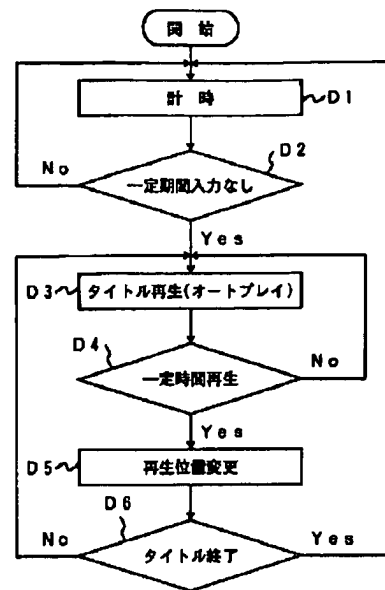 開始
計時
D1
D2
No
一定期間入力なし
Yes
D3
タイトル再生(オートプレイ)
D4
No
一定時間再生
Yes
D5
再生位置変更
D6
No
Yes
タイトル終了